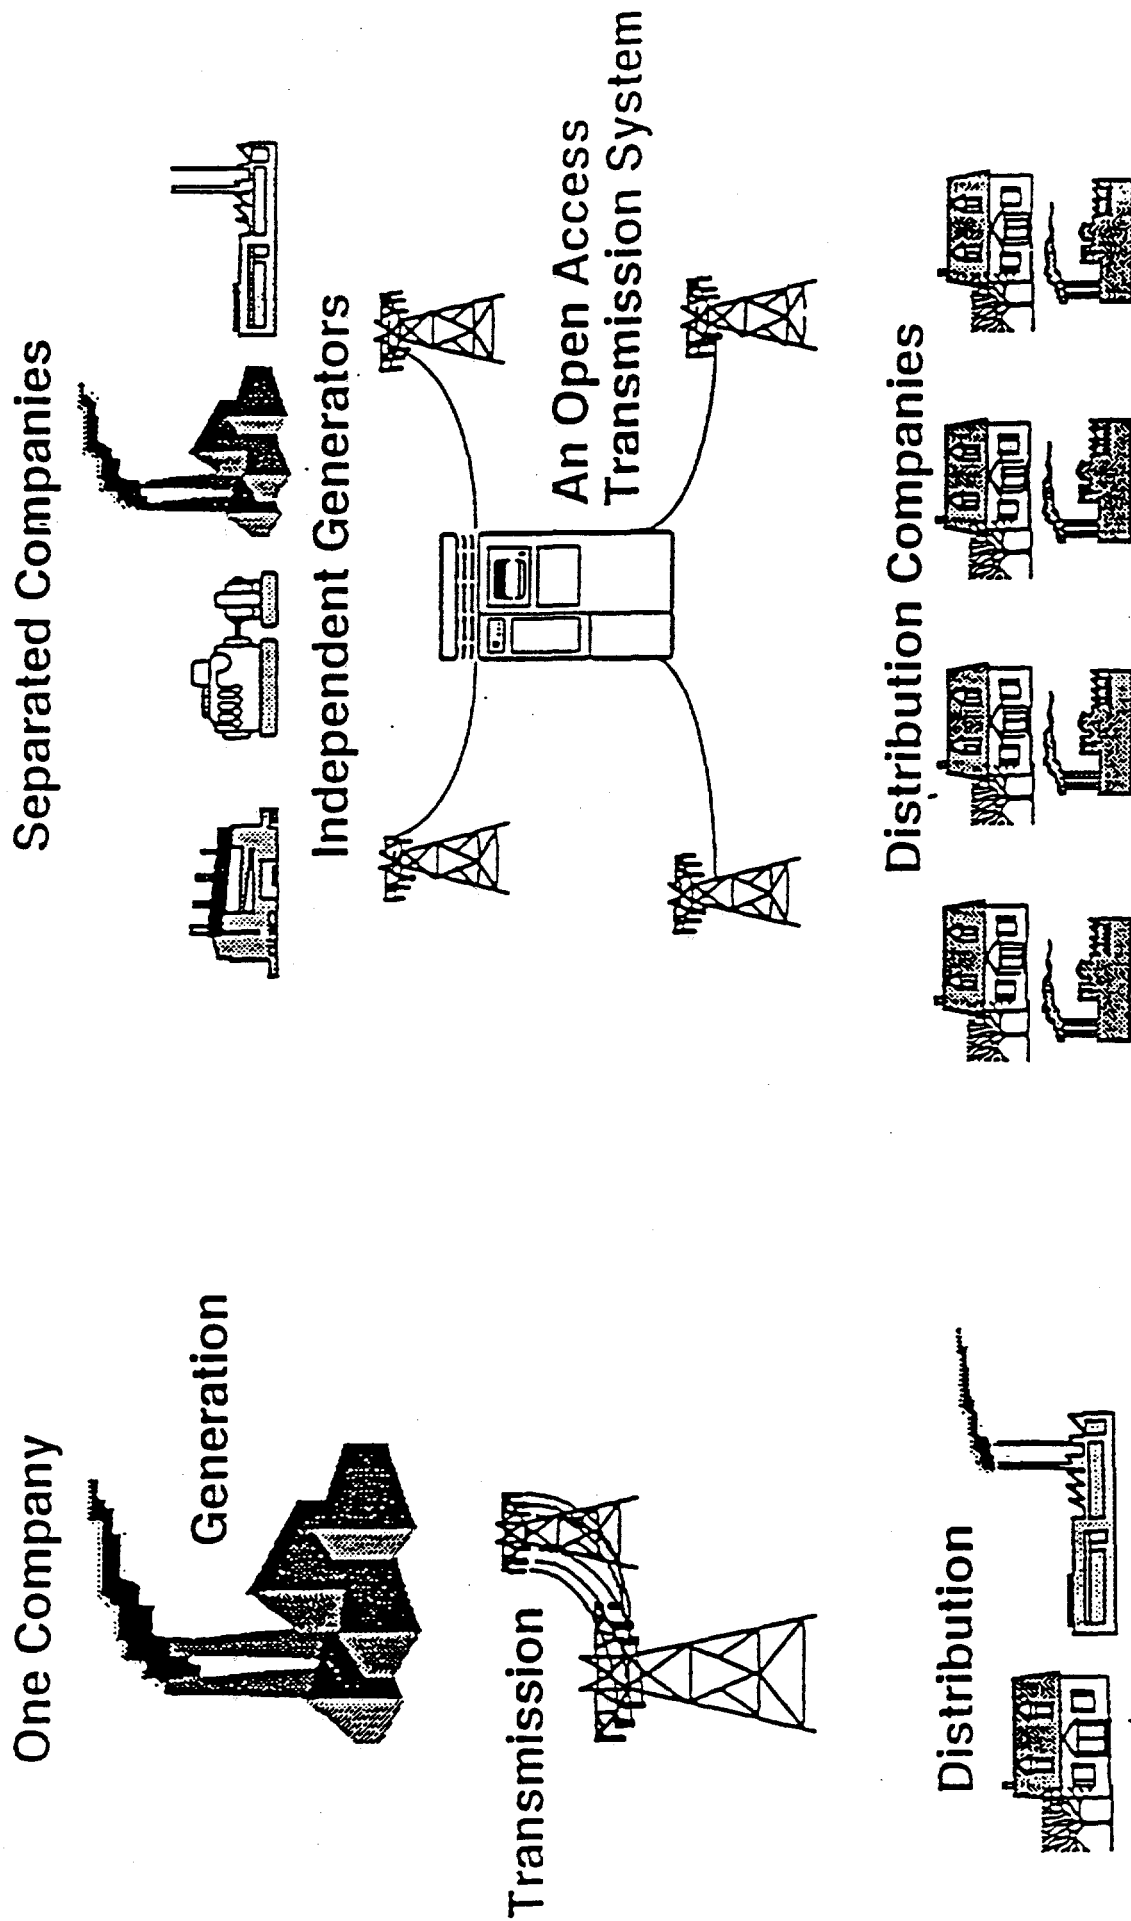 One Company
Generation
Transmission
Distribution
Separated Companies
Independent Generators
An Open Access
Transmission System
Distribution Companies